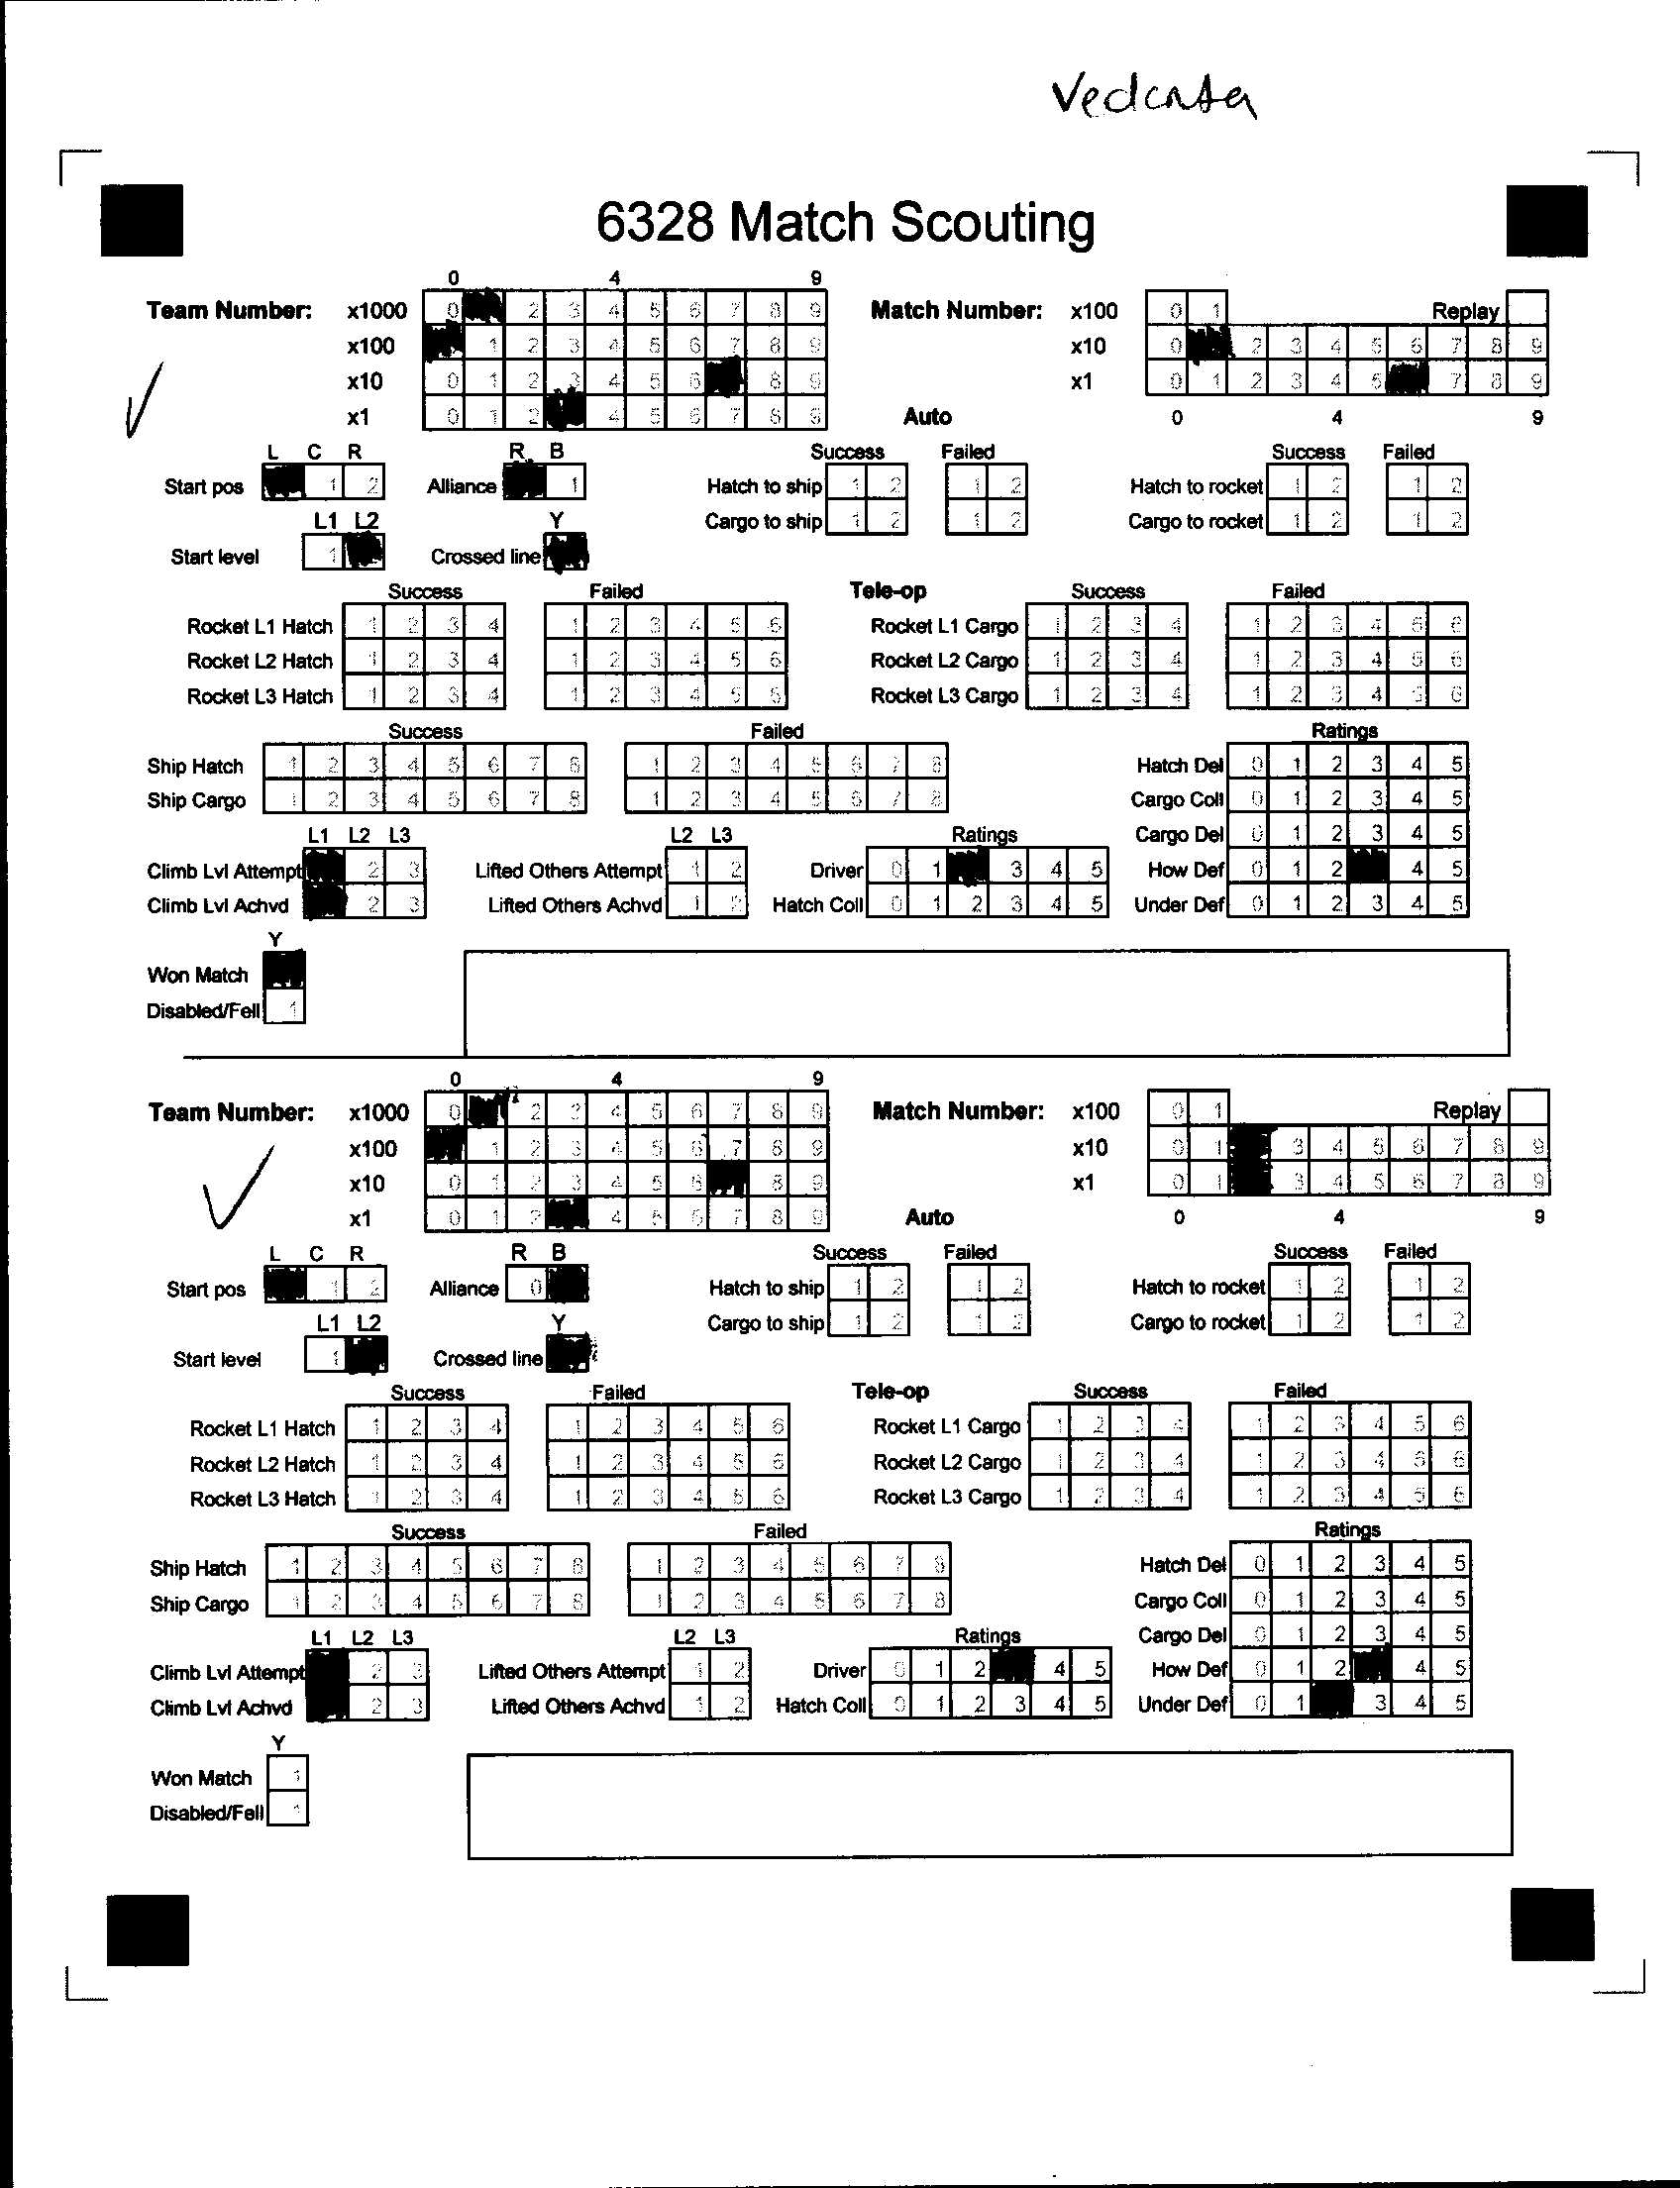 6328 Match Scouting
0 4 9
Team Number: x1000 0 2 3 4 5 6 7 8 9 Match Number: x100 0 1 Replay
x100 1 2 3 4 5 6 7 8 9 x10 0 2 3 4 5 6 7 8 9
x10 0 1 2 3 4 5 6 8 9 x1 0 1 2 3 4 5 7 8 9
x1 0 1 2 4 5 6 7 8 9 Auto 0 4 9
L C R R B Success Failed Success Failed
Start pos 1 2 Alliance 1 Hatch to ship 1 2 1 2 Hatch to rocket 1 2 1 2
L1 L2 Y Cargo to ship 1 2 1 2 Cargo to rocket 1 2 1 2
Start level 1 Crossed line
Success Failed Tele-op Success Failed
Rocket L1 Hatch 1 2 3 4 1 2 3 4 5 6 Rocket L1 Cargo 1 2 3 4 1 2 3 4 5 6
Rocket L2 Hatch 1 2 3 4 1 2 3 4 5 6 Rocket L2 Cargo 1 2 3 4 1 2 3 4 5 6
Rocket L3 Hatch 1 2 3 4 1 2 3 4 5 6 Rocket L3 Cargo 1 2 3 4 1 2 3 4 5 6
Success Failed Ratings
Ship Hatch 1 2 3 4 5 6 7 8 1 2 3 4 5 6 7 8 Hatch Del 0 1 2 3 4 5
Ship Cargo 1 2 3 4 5 6 7 8 1 2 3 4 5 6 7 8 Cargo Coll 0 1 2 3 4 5
L1 L2 L3 L2 L3 Ratings Cargo Del 0 1 2 3 4 5
Climb Lvl Attempt 2 3 Lifted Others Attempt 1 2 Driver 0 1 3 4 5 How Def 0 1 2 4 5
Climb Lvl Achvd 2 3 Lifted Others Achvd 1 2 Hatch Coll 0 1 2 3 4 5 Under Def 0 1 2 3 4 5
Y
Won Match
Disabled/Fell 1
0 4 9
Team Number: x1000 0 2 3 4 5 6 7 8 9 Match Number: x100 0 1 Replay
x100 1 2 3 4 5 6 7 8 9 x10 0 1 3 4 5 6 7 8 9
x10 0 1 2 3 4 5 6 8 9 x1 0 1 3 4 5 6 7 8 9
x1 0 1 2 4 5 6 7 8 9 Auto 0 4 9
L C R R B Success Failed Success Failed
Start pos 1 2 Alliance 0 Hatch to ship 1 2 1 2 Hatch to rocket 1 2 1 2
L1 L2 Y Cargo to ship 1 2 1 2 Cargo to rocket 1 2 1 2
Start level 1 Crossed line
Success Failed Tele-op Success Failed
Rocket L1 Hatch 1 2 3 4 1 2 3 4 5 6 Rocket L1 Cargo 1 2 3 4 1 2 3 4 5 6
Rocket L2 Hatch 1 2 3 4 1 2 3 4 5 6 Rocket L2 Cargo 1 2 3 4 1 2 3 4 5 6
Rocket L3 Hatch 1 2 3 4 1 2 3 4 5 6 Rocket L3 Cargo 1 2 3 4 1 2 3 4 5 6
Success Failed Ratings
Ship Hatch 1 2 3 4 5 6 7 8 1 2 3 4 5 6 7 8 Hatch Del 0 1 2 3 4 5
Ship Cargo 1 2 3 4 5 6 7 8 1 2 3 4 5 6 7 8 Cargo Coll 0 1 2 3 4 5
L1 L2 L3 L2 L3 Ratings Cargo Del 0 1 2 3 4 5
Climb Lvl Attempt 2 3 Lifted Others Attempt 1 2 Driver 0 1 2 4 5 How Def 0 1 2 4 5
Climb Lvl Achvd 2 3 Lifted Others Achvd 1 2 Hatch Coll 0 1 2 3 4 5 Under Def 0 1 3 4 5
Y
Won Match 1
Disabled/Fell 1